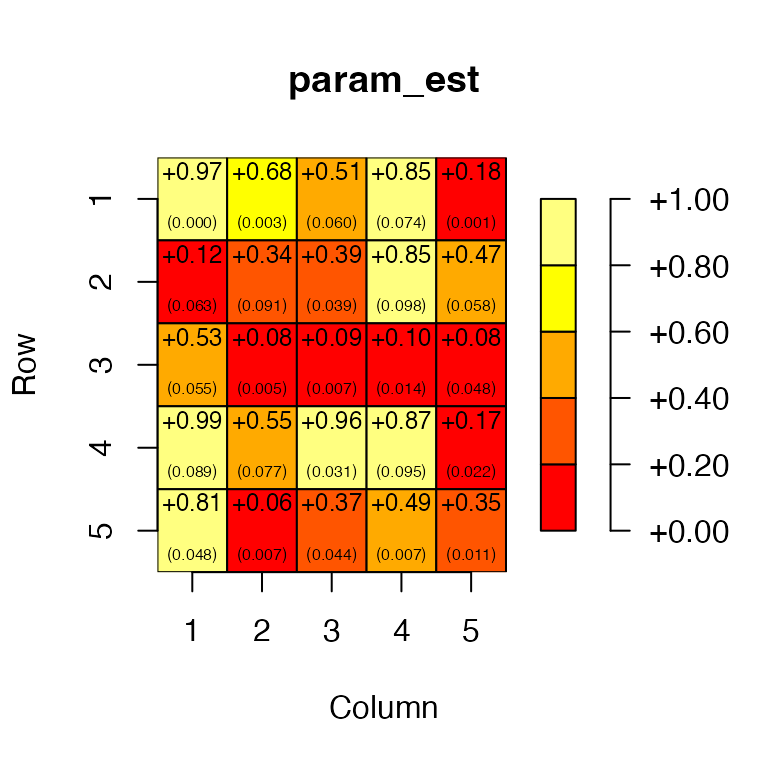 param_est
+0.97 +0.68 +0.51 +0.85 +0.18
1
(0.000) (0.003) (0.060) (0.074) (0.001)
+0.12 +0.34 +0.39 +0.85 +0.47
2
(0.063) (0.091) (0.039) (0.098) (0.058)
+0.53 +0.08 +0.09 +0.10 +0.08
3
(0.055) (0.005) (0.007) (0.014) (0.048)
+0.99 +0.55 +0.96 +0.87 +0.17
4
(0.089) (0.077) (0.031) (0.095) (0.022)
+0.81 +0.06 +0.37 +0.49 +0.35
5
(0.048) (0.007) (0.044) (0.007) (0.011)
1 2 3 4 5
Column
Row
+1.00
+0.80
+0.60
+0.40
+0.20
+0.00